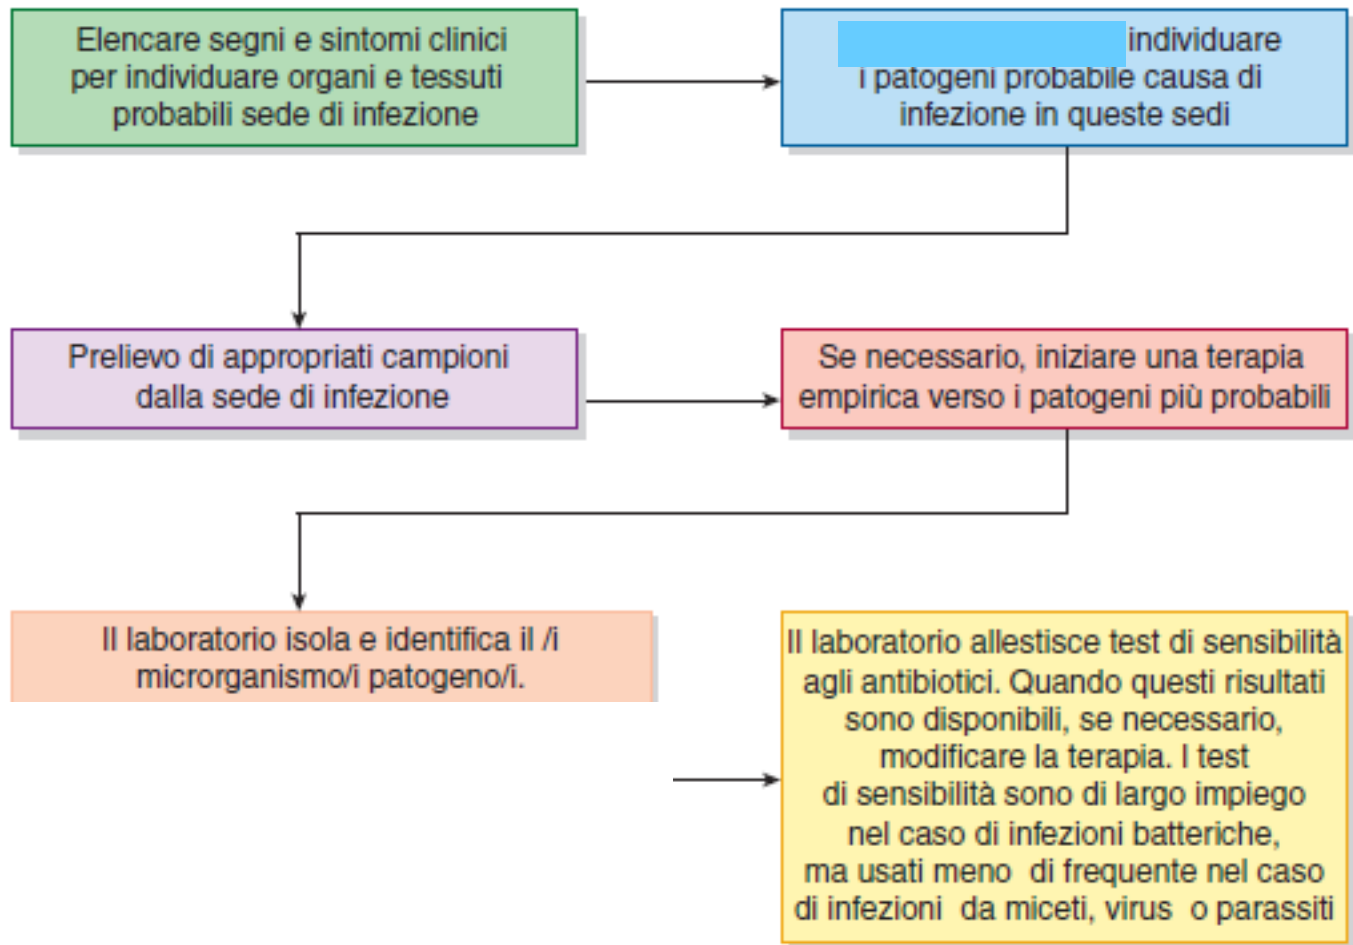 Elencare segni e sintomi clinici
per individuare organi e tessuti
probabili sede di infezione
individuare
i patogeni probabile causa di
infezione in queste sedi
Prelievo di appropriati campioni
dalla sede di infezione
Se necessario, iniziare una terapia
empirica verso i patogeni più probabili
Il laboratorio isola e identifica il /i
microrganismo/i patogeno/i.
Il laboratorio allestisce test di sensibilità
agli antibiotici. Quando questi risultati
sono disponibili, se necessario,
modificare la terapia. I test
di sensibilità sono di largo impiego
nel caso di infezioni batteriche,
ma usati meno di frequente nel caso
di infezioni da miceti, virus o parassiti